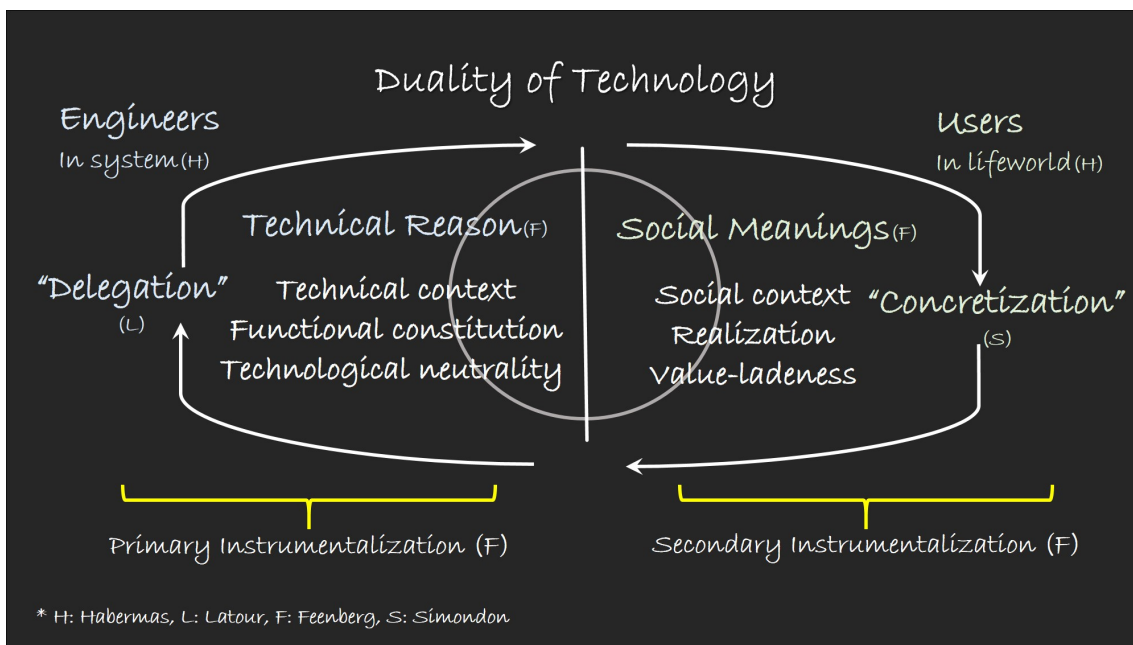 Duality of Technology
Engineers
In system (H)
Users
In lifeworld (H)
Technical Reason (F)
Social Meanings (F)
"Delegation"
(L)
Technical context
Functional constitution
Technological neutrality
Social context
Realization
Value-ladeness
"Concretization"
(S)
Primary Instrumentalization (F)
Secondary Instrumentalization (F)
* H: Habermas, L: Latour, F: Feenberg, S: Simondon